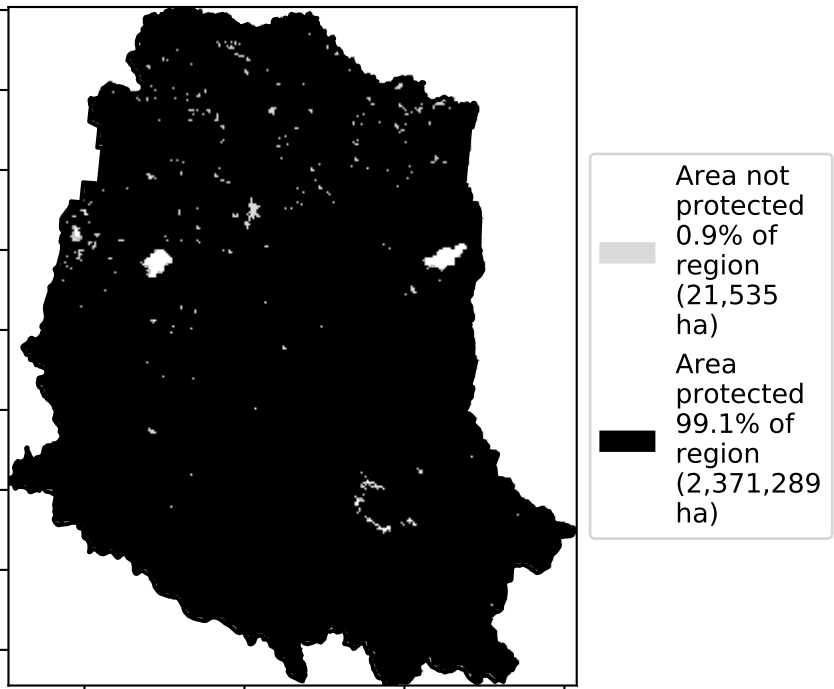 Area not
protected
0.9% of
region
(21,535
ha)
Area
protected
99.1% of
region
(2,371,289
ha)